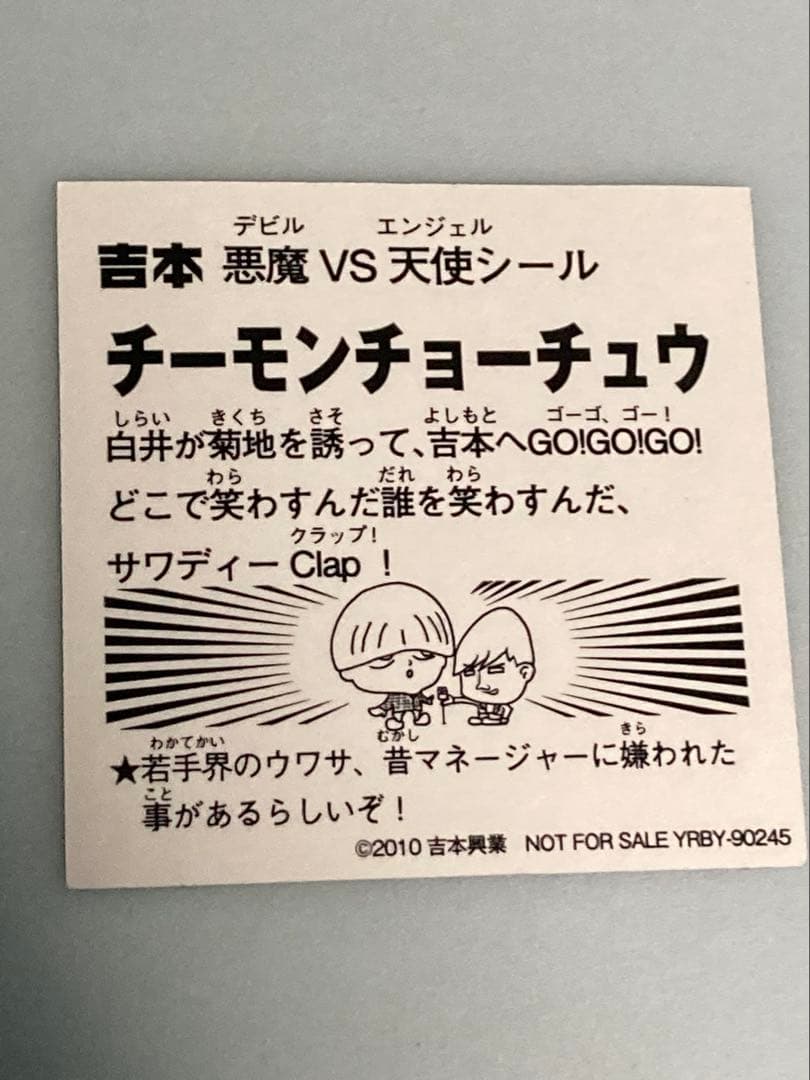 デビル エンジェル
吉本 悪魔 VS 天使シール
チーモンチョーチュウ
しらい きくち さそ よしもと ゴーゴ、ゴー!
白井が菊地を誘って、吉本へGO!GO!GO!
わら だれ わら
どこで笑わすんだ誰を笑わすんだ、
クラップ!
サワディー Clap !
わかてかい むかし きら
★若手界のウワサ、昔マネージャーに嫌われた
こと
事があるらしいぞ!
©2010 吉本興業 NOT FOR SALE YRBY-90245